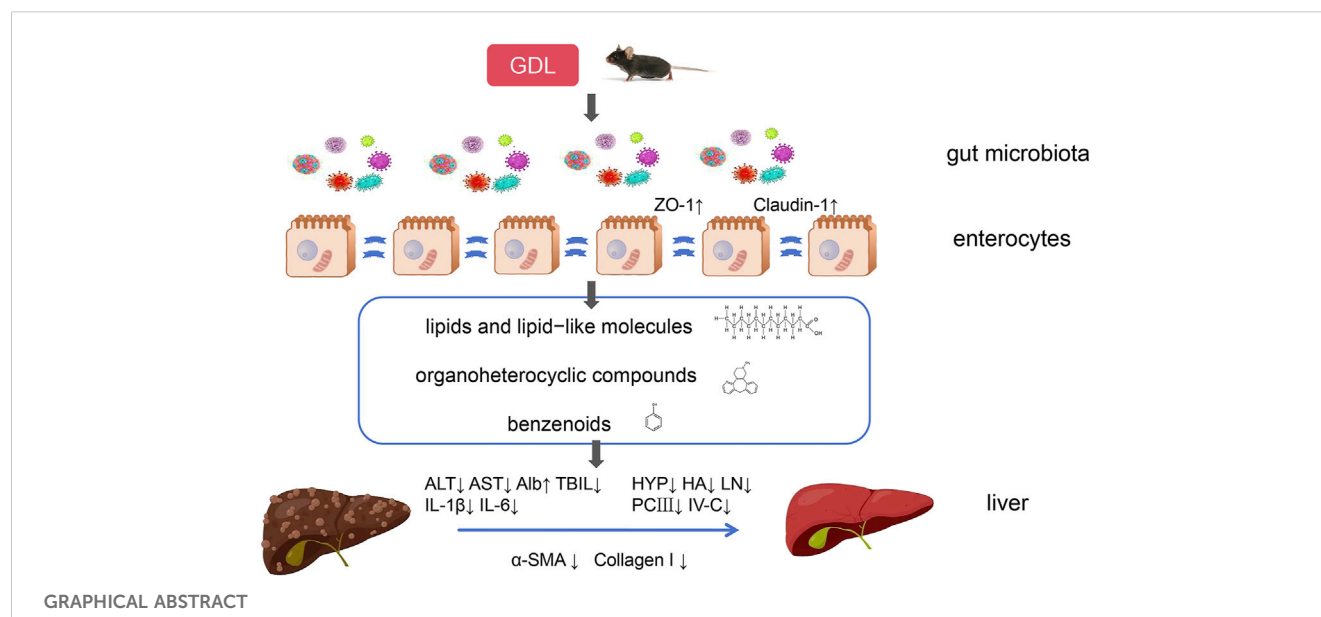 GDL
gut microbiota
ZO-1↑ Claudin-1↑
enterocytes
lipids and lipid−like molecules
organoheterocyclic compounds
benzenoids
ALT↓ AST↓ Alb↑ TBIL↓ HYP↓ HA↓ LN↓
IL-1β↓ IL-6↓ PCⅢ↓ IV-C↓
liver
α-SMA ↓ Collagen I ↓
GRAPHICAL ABSTRACT